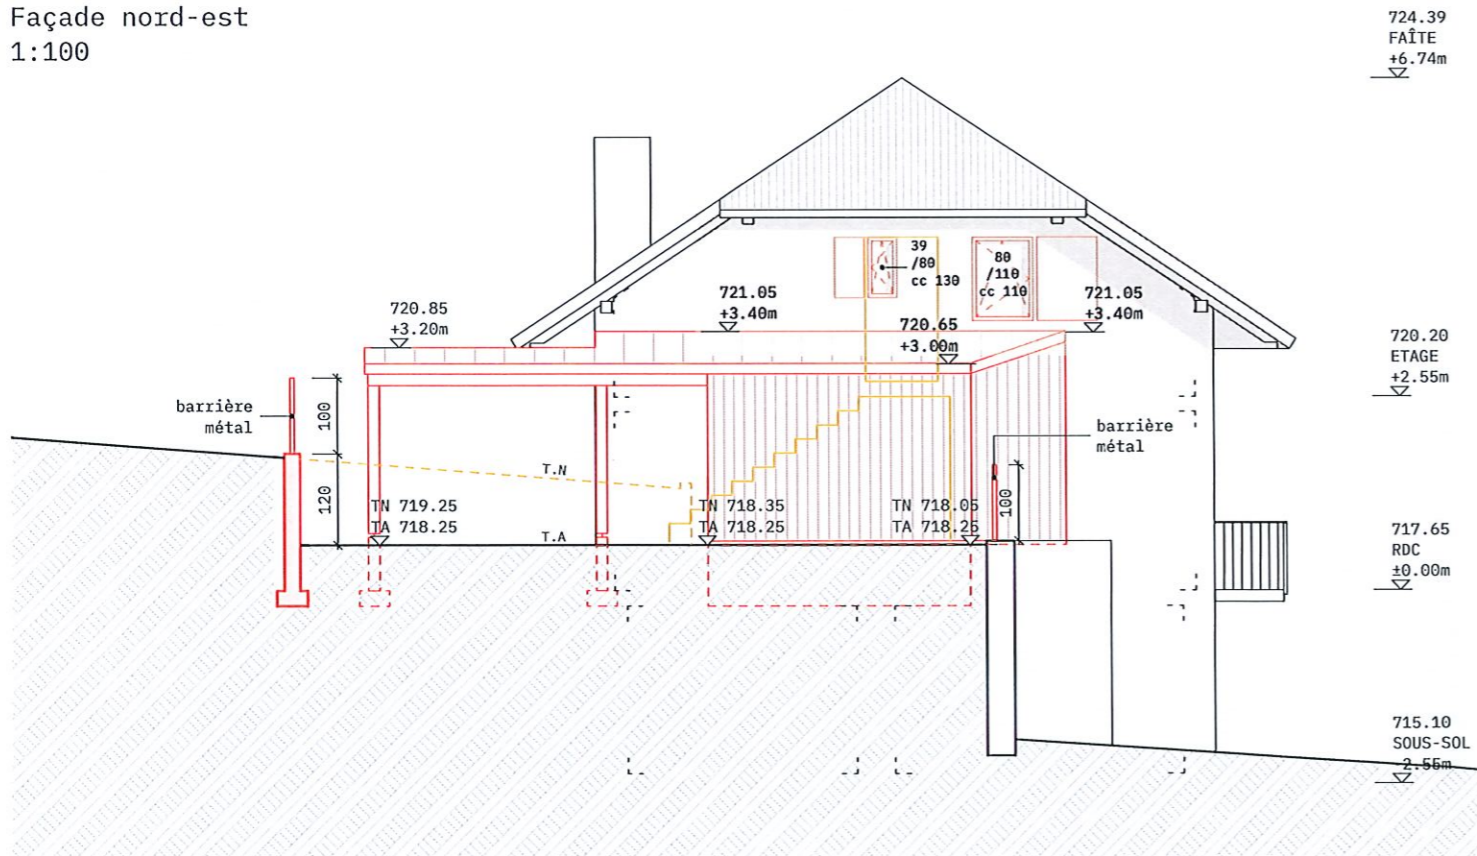 Façade nord-est
1:100
724.39
FAÎTE
+6.74m
39
/80
cc 130
80
/110
cc 110
721.05
+3.40m
721.05
+3.40m
720.85
+3.20m
720.65
+3.00m
720.20
ETAGE
+2.55m
barrière
métal
100
barrière
métal
T.N
120
100
TN 719.25
TA 718.25
TN 718.35
TA 718.25
TN 718.05
TA 718.25
T.A
717.65
RDC
±0.00m
715.10
SOUS-SOL
-2.55m